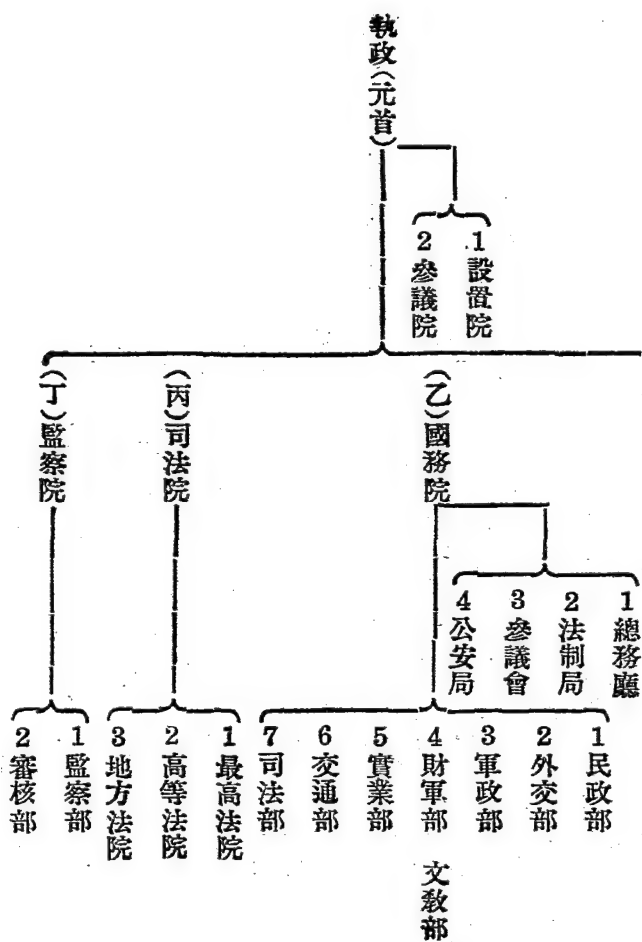 執政(元首)
1 設置院
2 參議院
(乙)國務院
1 總務廳
2 法制局
3 參議會
4 公安局
1 民政部
2 外交部
3 軍政部
4 財軍部 文敎部
5 實業部
6 交通部
7 司法部
(丙)司法院
1 最高法院
2 高等法院
3 地方法院
(丁)監察院
1 監察部
2 審核部